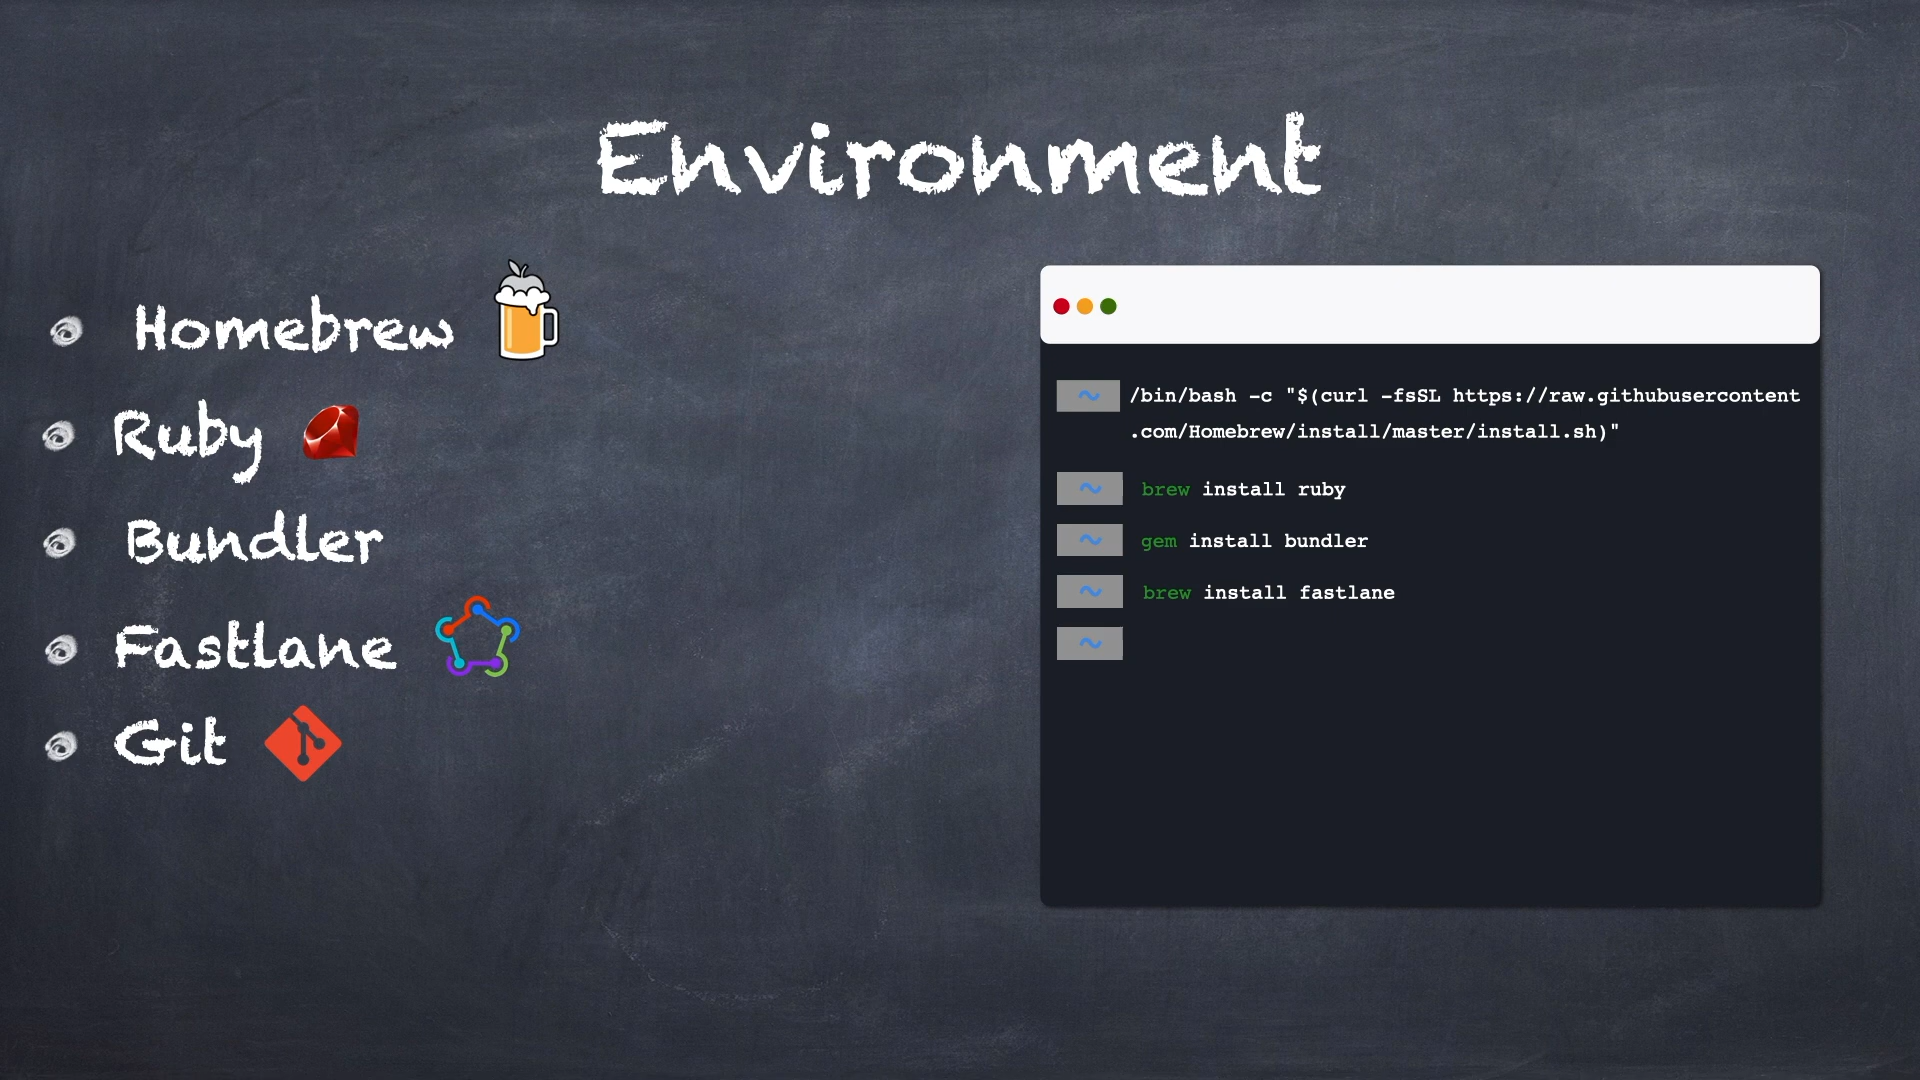 Environment
Homebrew
Ruby
Bundler
Fastlane
Git
~ /bin/bash -c "$(curl -fsSL https://raw.githubusercontent
.com/Homebrew/install/master/install.sh)"
~ brew install ruby
~ gem install bundler
~ brew install fastlane
~